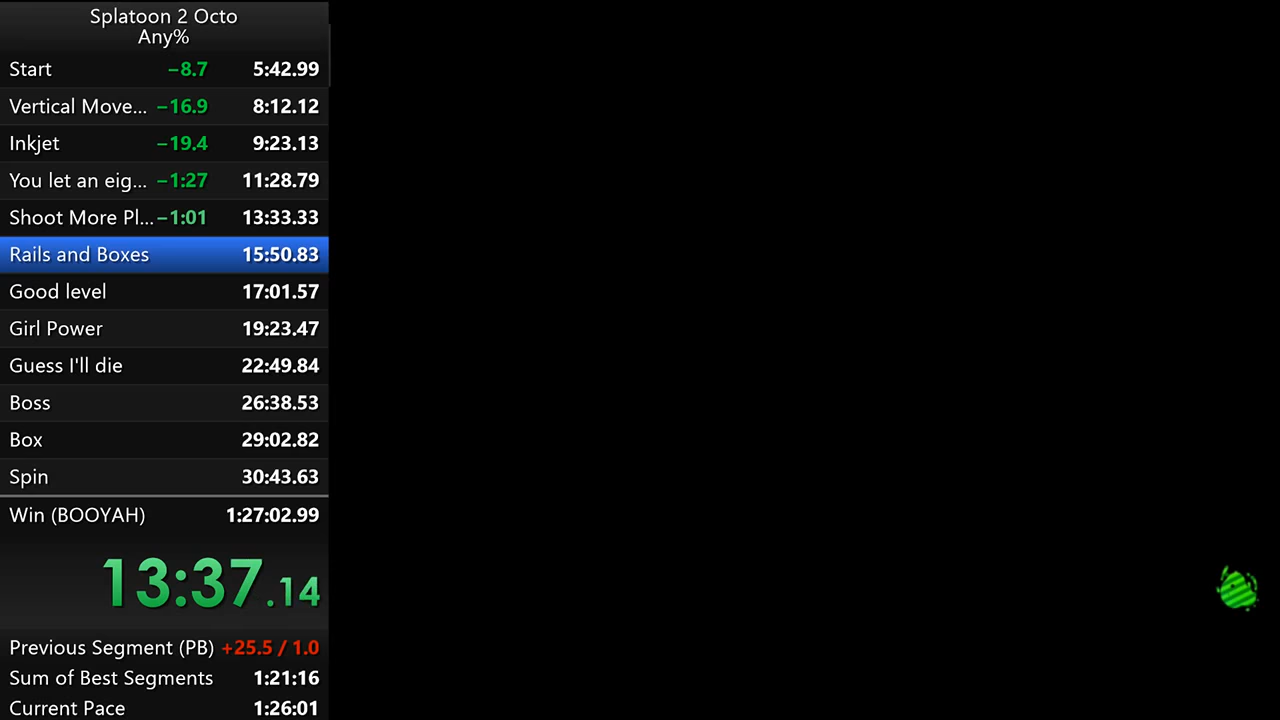 Splatoon 2 Octo
Any%
Start −8.7 5:42.99
Vertical Move... −16.9 8:12.12
Inkjet −19.4 9:23.13
You let an eig... −1:27 11:28.79
Shoot More Pl... −1:01 13:33.33
Rails and Boxes 15:50.83
Good level 17:01.57
Girl Power 19:23.47
Guess I'll die 22:49.84
Boss 26:38.53
Box 29:02.82
Spin 30:43.63
Win (BOOYAH) 1:27:02.99
13:37.14
Previous Segment (PB) +25.5 / 1.0
Sum of Best Segments 1:21:16
Current Pace 1:26:01